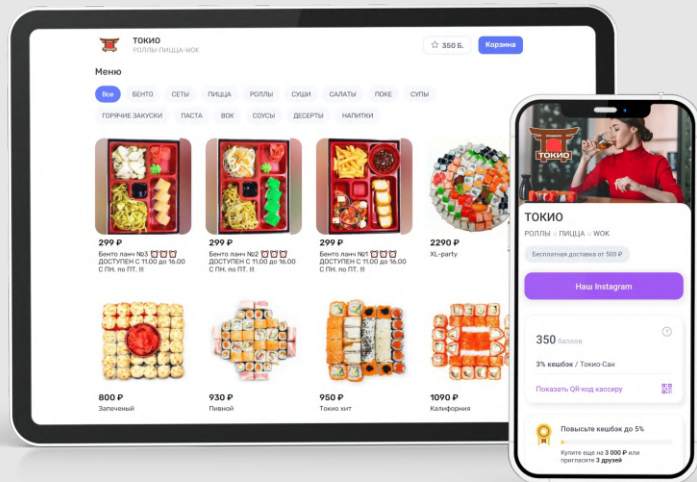 ТОКИО
РОЛЛЫ-ПИЦЦА-WOK
350 Б.
Корзина
Меню
Все БЕНТО СЕТЫ ПИЦЦА РОЛЛЫ СУШИ САЛАТЫ ПОКЕ СУПЫ
ГОРЯЧИЕ ЗАКУСКИ ПАСТА ВОК СОУСЫ ДЕСЕРТЫ НАПИТКИ
299 ₽
Бенто ланч №3
ДОСТУПЕН С 11.00 до 16.00
С ПН. по ПТ. !!!
299 ₽
Бенто ланч №2
ДОСТУПЕН С 11.00 до 16.00
С ПН. по ПТ. !!!
299 ₽
Бенто ланч №1
ДОСТУПЕН С 11.00 до 16.00
С ПН. по ПТ. !!!
2290 ₽
XL-party
800 ₽
Запеченый
930 ₽
Пивной
950 ₽
Токио хит
1090 ₽
Калифорния
ТОКИО
ТОКИО
РОЛЛЫ ○ ПИЦЦА ○ WOK
Бесплатная доставка от 500 ₽
Наш Instagram
350 баллов
?
3% кешбэк / Токио-Сан
Показать QR-код кассиру
Повысьте кешбэк до 5%
Купите еще на 3 000 ₽ или
пригласите 3 друзей